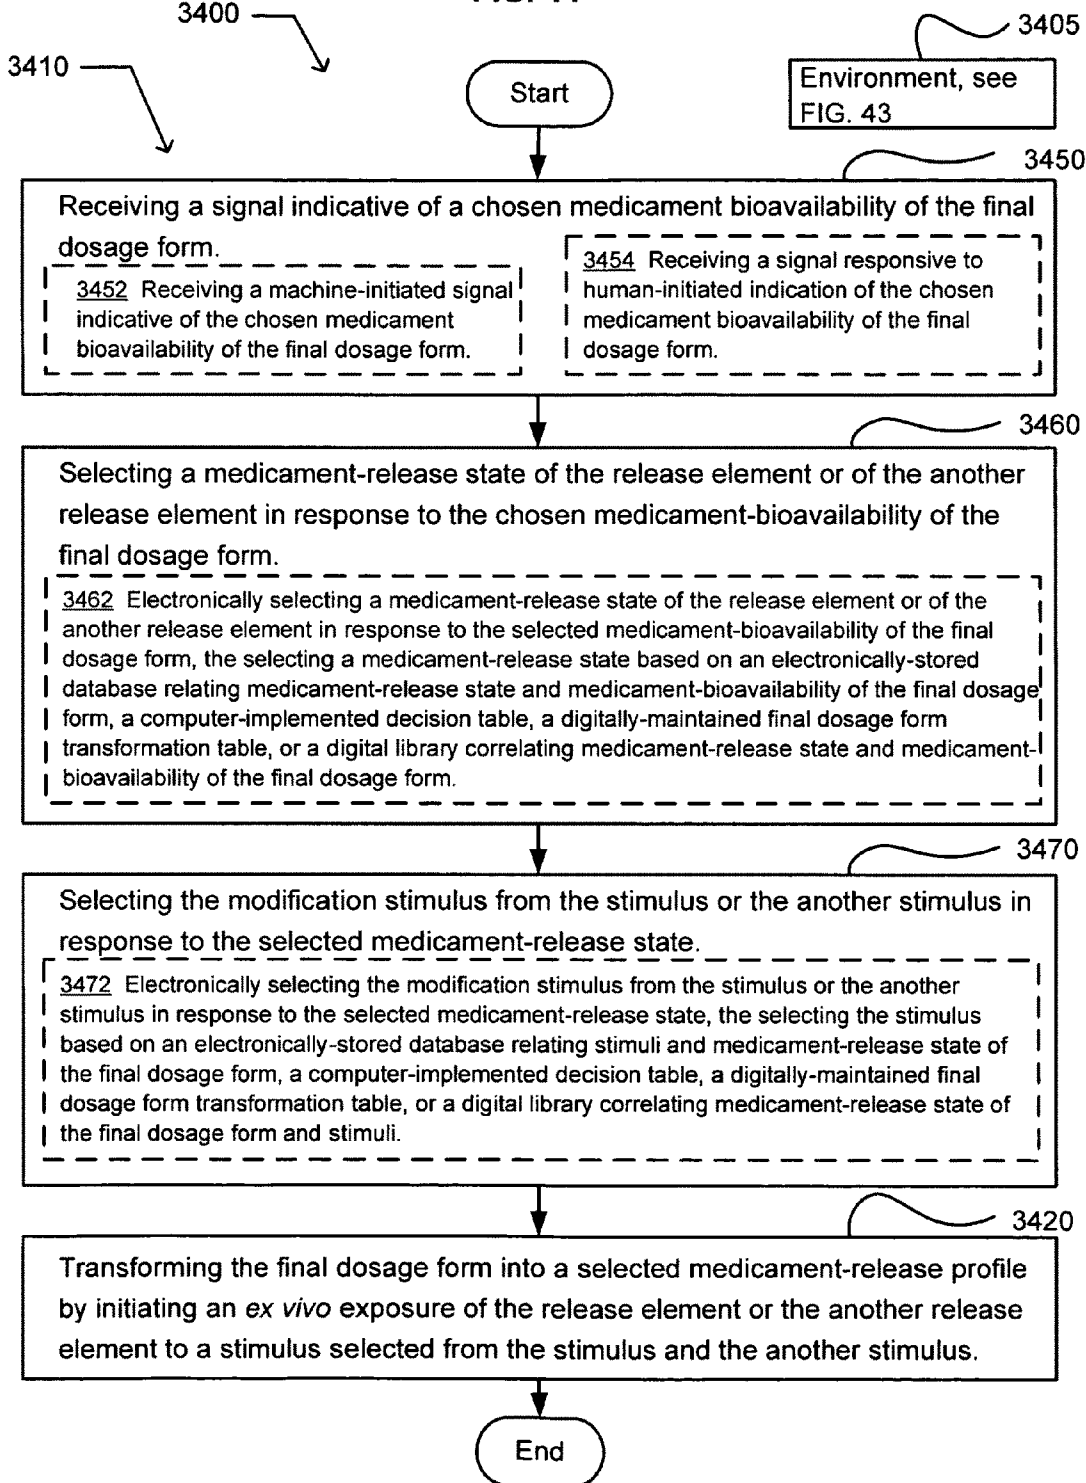 3400
3405
3410
Start
Environment, see
FIG. 43
3450
Receiving a signal indicative of a chosen medicament bioavailability of the final
dosage form.
3452 Receiving a machine-initiated signal
indicative of the chosen medicament
bioavailability of the final dosage form.
3454 Receiving a signal responsive to
human-initiated indication of the chosen
medicament bioavailability of the final
dosage form.
3460
Selecting a medicament-release state of the release element or of the another
release element in response to the chosen medicament-bioavailability of the
final dosage form.
3462 Electronically selecting a medicament-release state of the release element or of the
another release element in response to the selected medicament-bioavailability of the final
dosage form, the selecting a medicament-release state based on an electronically-stored
database relating medicament-release state and medicament-bioavailability of the final dosage
form, a computer-implemented decision table, a digitally-maintained final dosage form
transformation table, or a digital library correlating medicament-release state and medicament-
bioavailability of the final dosage form.
3470
Selecting the modification stimulus from the stimulus or the another stimulus in
response to the selected medicament-release state.
3472 Electronically selecting the modification stimulus from the stimulus or the another
stimulus in response to the selected medicament-release state, the selecting the stimulus
based on an electronically-stored database relating stimuli and medicament-release state of
the final dosage form, a computer-implemented decision table, a digitally-maintained final
dosage form transformation table, or a digital library correlating medicament-release state of
the final dosage form and stimuli.
3420
Transforming the final dosage form into a selected medicament-release profile
by initiating an ex vivo exposure of the release element or the another release
element to a stimulus selected from the stimulus and the another stimulus.
End